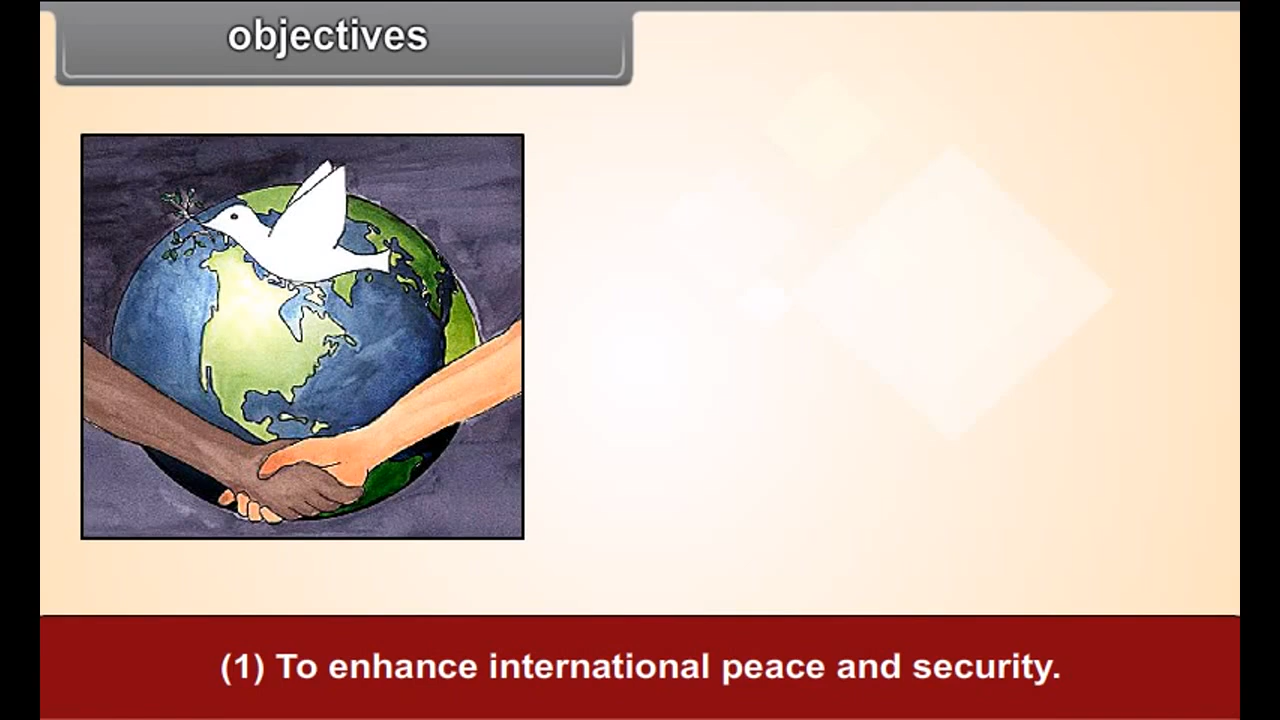 objectives
(1) To enhance international peace and security.